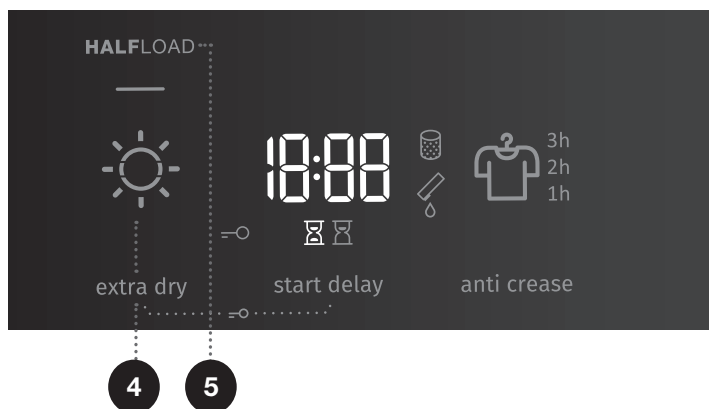 HALFLOAD
18:88
3h
2h
1h
extra dry
start delay
anti crease
4
5